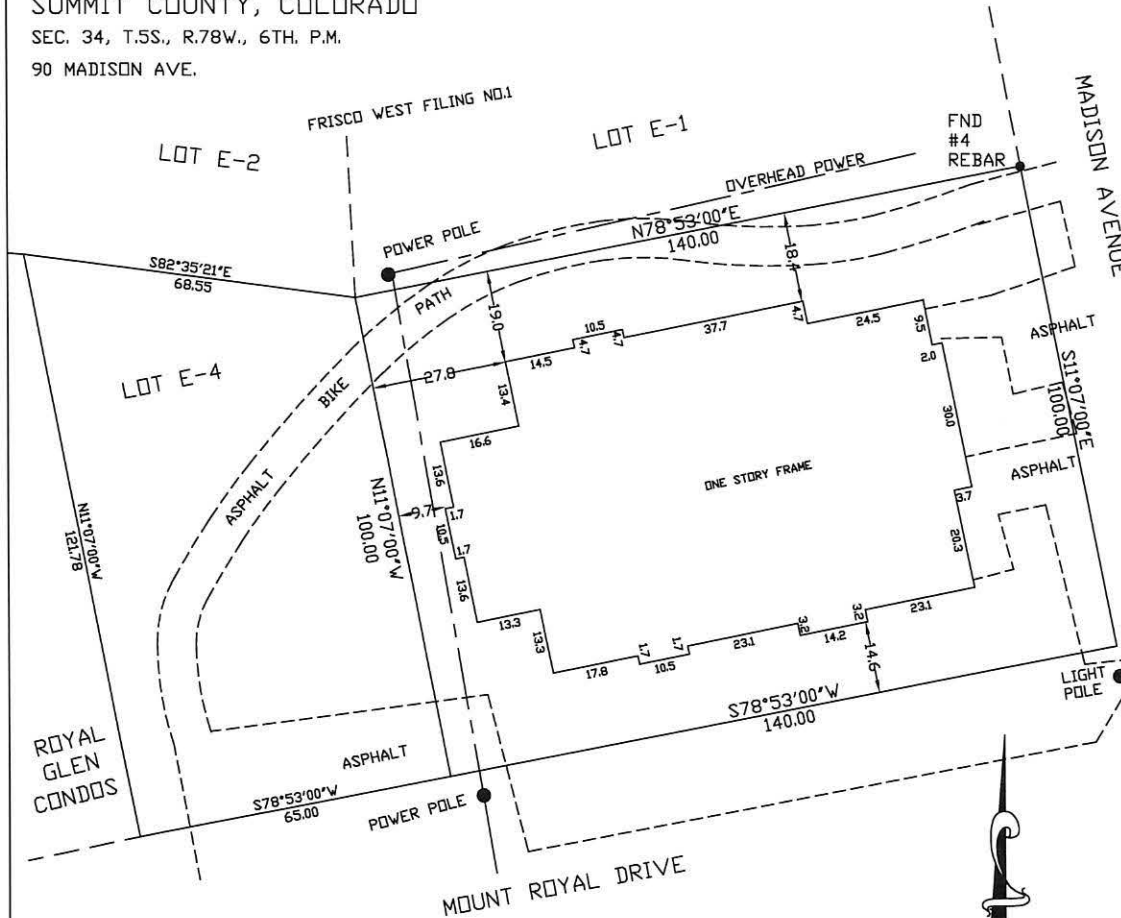 SUMMIT COUNTY, COLORADO
SEC. 34, T.5S., R.78W., 6TH. P.M.
90 MADISON AVE.
FRISCO WEST FILING NO.1
LOT E-2
LOT E-1
FND
#4
REBAR
MADISON AVENUE
OVERHEAD POWER
POWER POLE
N78°53'00"E
140.00
S82°35'21"E
68.55
PATH
19.0
18.4
10.5
4.7
4.7
37.7
4.7
24.5
9.5
ASPHALT
14.5
2.0
LOT E-4
27.8
BIKE
13.4
S11°07'00"E
100.00
30.0
16.6
ONE STORY FRAME
13.6
ASPHALT
ASPHALT
N11°07'00"W
121.78
N11°07'00"W
100.00
9.7
1.7
10.5
3.7
20.3
1.7
13.6
13.3
13.3
3.2
3.2
23.1
23.1
14.2
14.6
1.7
1.7
10.5
17.8
S78°53'00"W
140.00
LIGHT
POLE
ROYAL
GLEN
CONDOS
ASPHALT
S78°53'00"W
65.00
POWER POLE
MOUNT ROYAL DRIVE